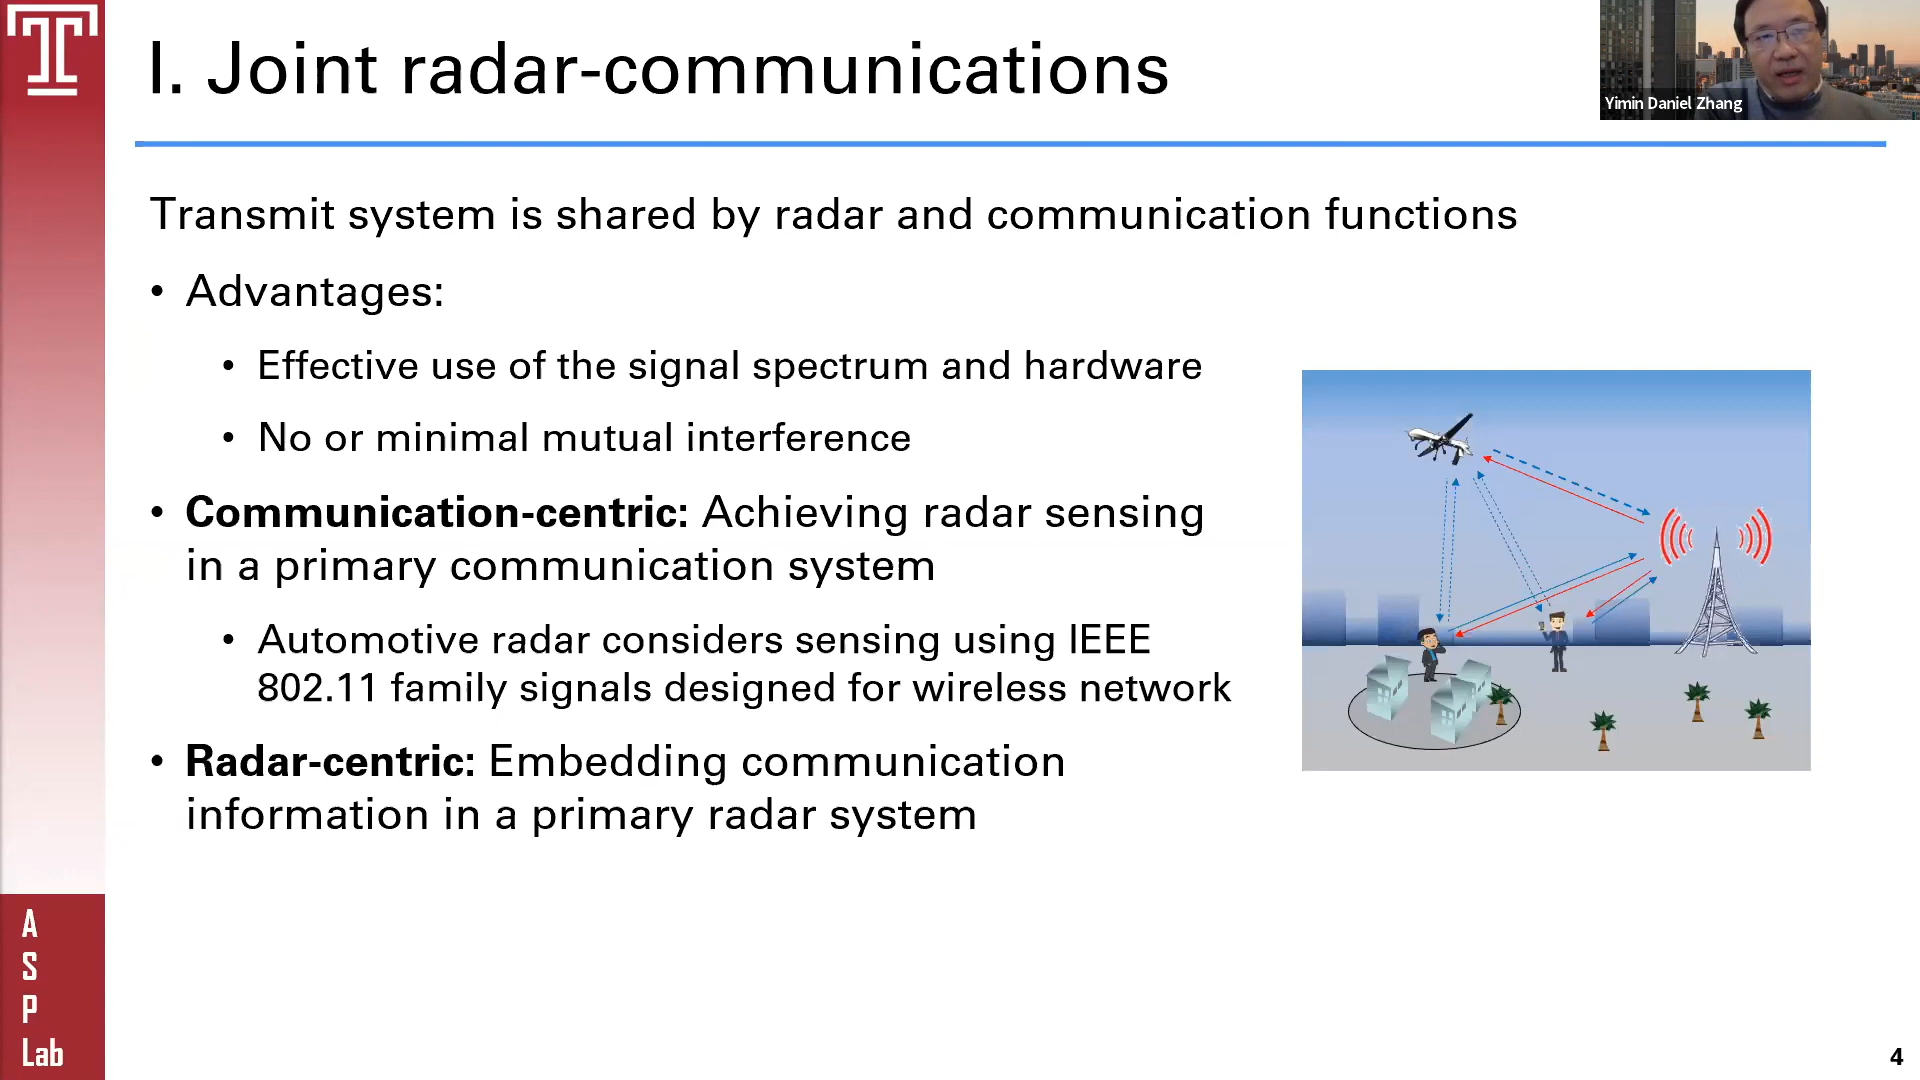 I. Joint radar-communications
Yimin Daniel Zhang
Transmit system is shared by radar and communication functions
• Advantages:
• Effective use of the signal spectrum and hardware
• No or minimal mutual interference
• Communication-centric: Achieving radar sensing
in a primary communication system
• Automotive radar considers sensing using IEEE
802.11 family signals designed for wireless network
• Radar-centric: Embedding communication
information in a primary radar system
A
S
P
Lab
4